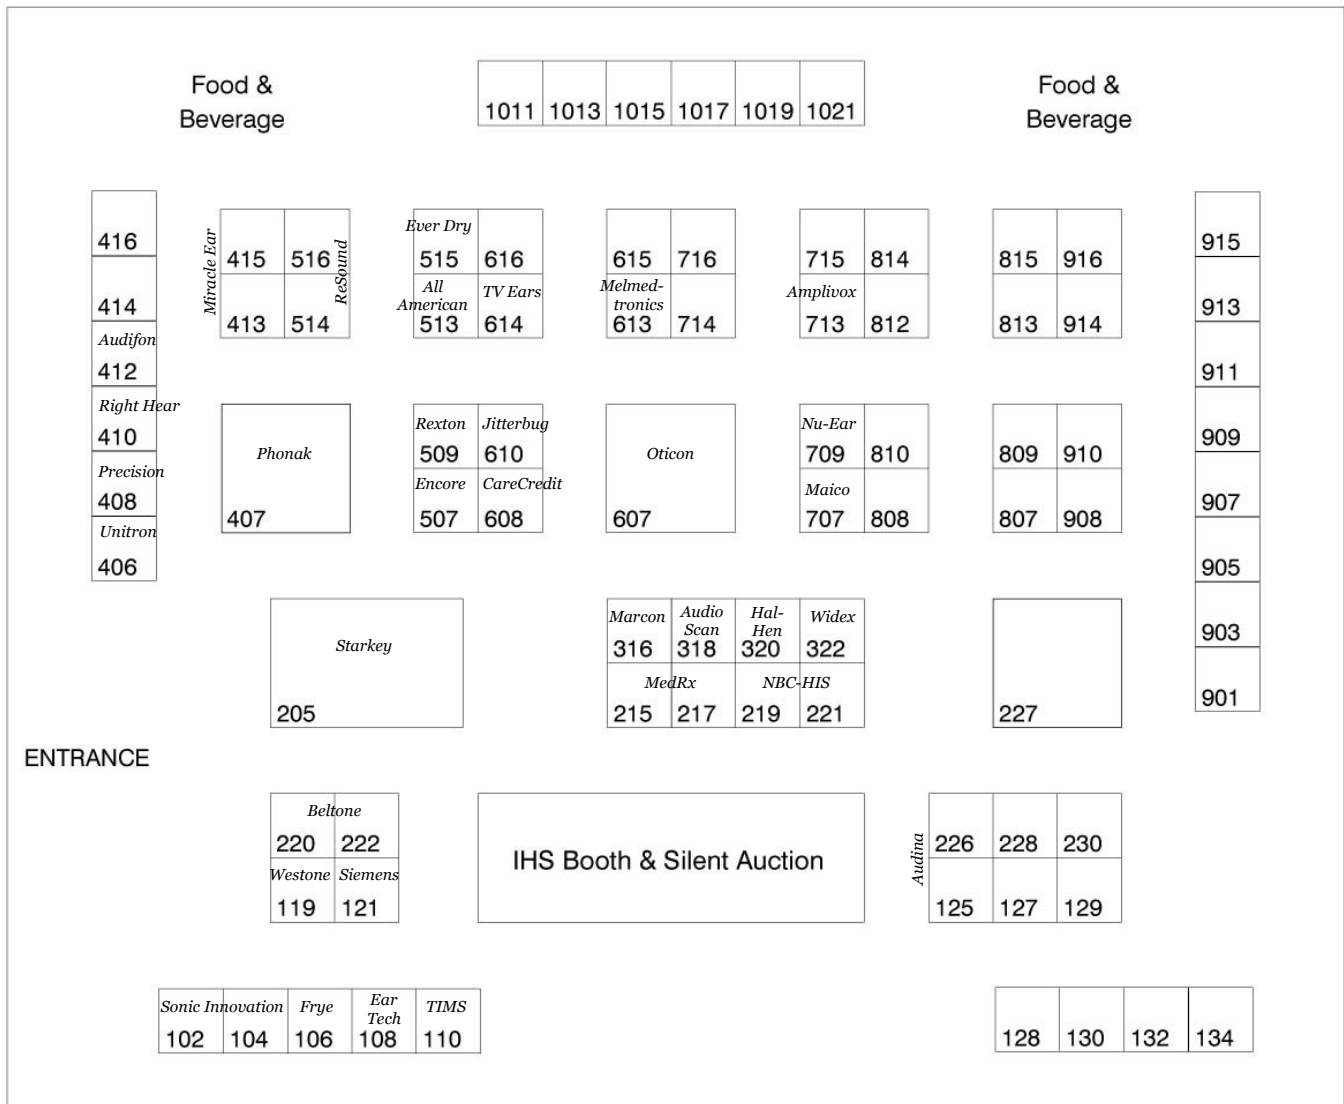 Food &
Beverage
Food &
Beverage
1011 1013 1015 1017 1019 1021
416
414
Audifon
412
Right Hear
410
Precision
408
Unitron
406
Miracle Ear
415 516
413 514
ReSound
Ever Dry
515 616
All
American
TV Ears
513 614
615 716
Melmed-
tronics
613 714
715 814
Amplivox
713 812
815 916
813 914
915
913
911
909
907
905
903
901
Phonak
407
Rexton Jitterbug
509 610
Encore CareCredit
507 608
Oticon
607
Nu-Ear
709 810
Maico
707 808
809 910
807 908
Starkey
205
Marcon
316
Audio
Scan
318
Hal-
Hen
320
Widex
322
MedRx NBC-HIS
215 217 219 221
227
ENTRANCE
Beltone
220 222
Westone Siemens
119 121
IHS Booth & Silent Auction
Audina
226 228 230
125 127 129
Sonic Innovation
102 104
Frye
106
Ear
Tech
108
TIMS
110
128 130 132 134